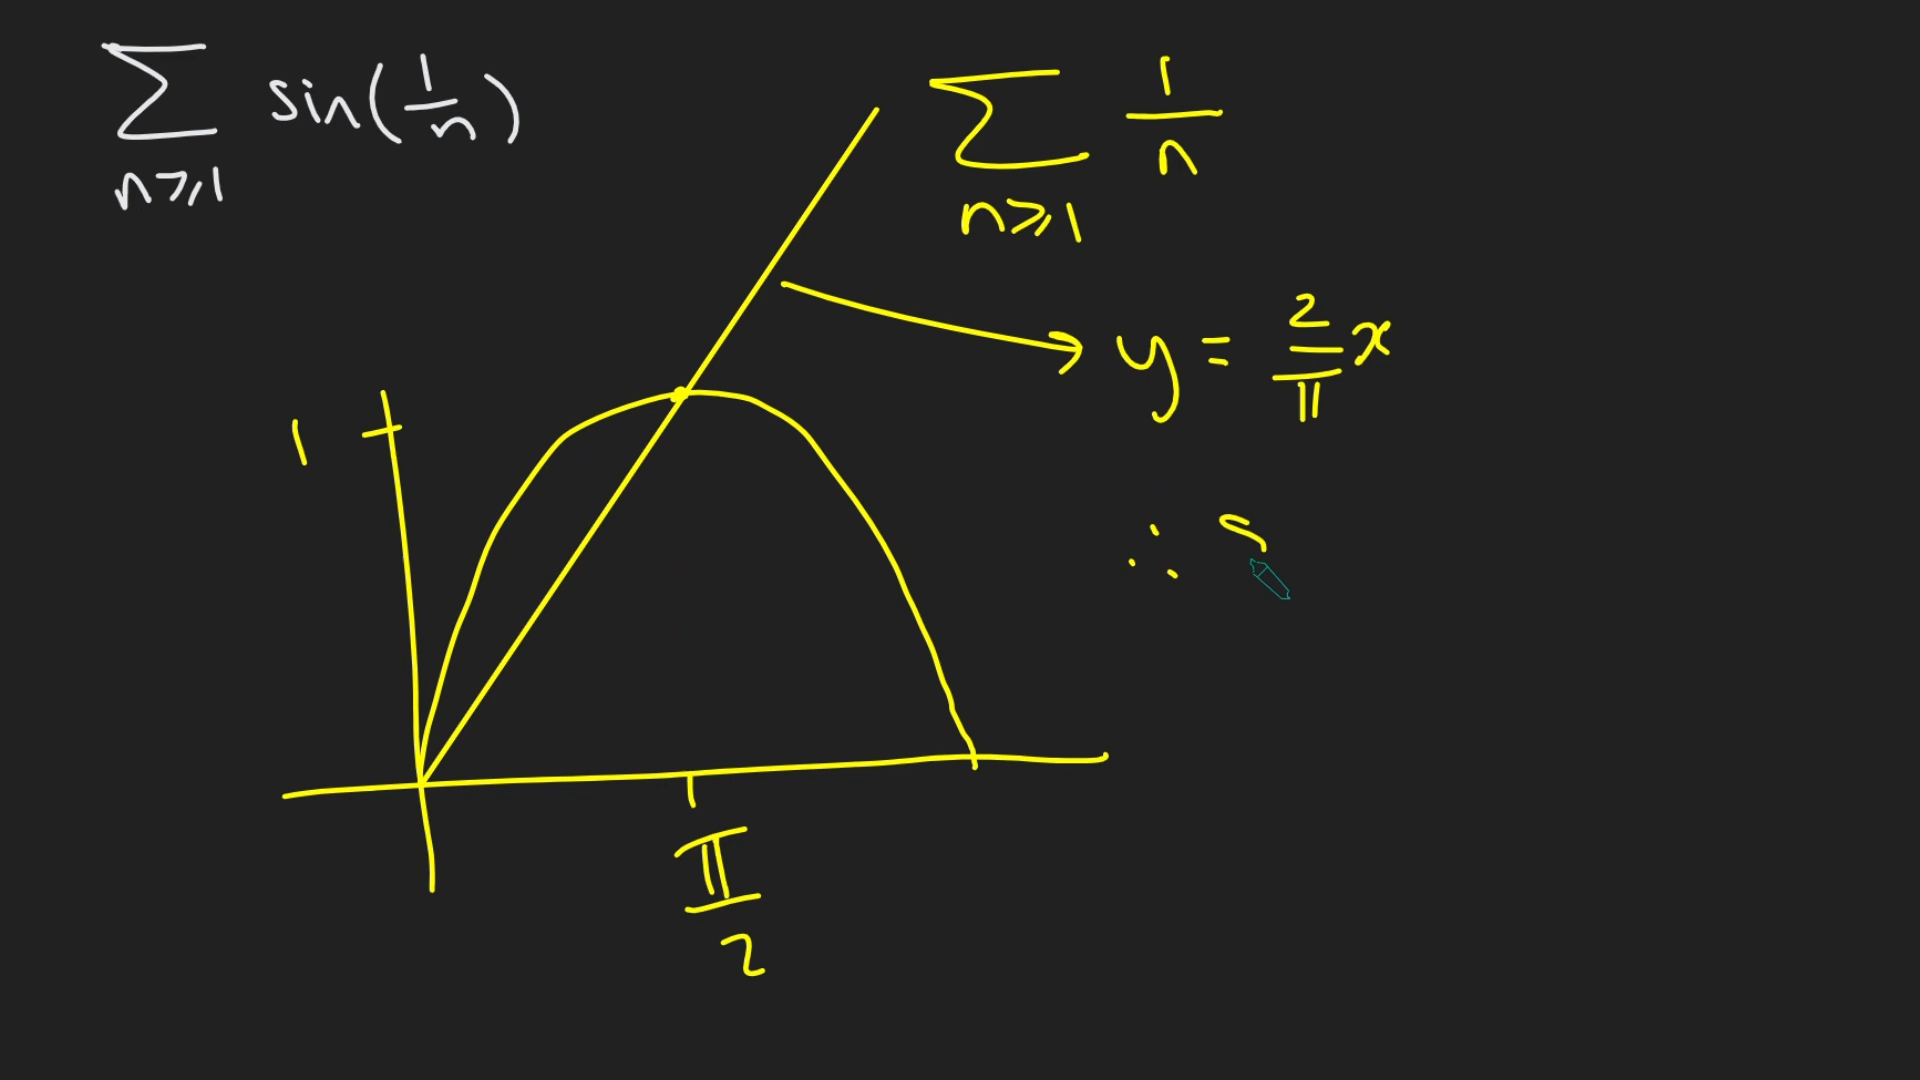 ∑ sin(1/n)
n⩾1
∑ 1/n
n⩾1
y = 2/π x
1
∴
π/2